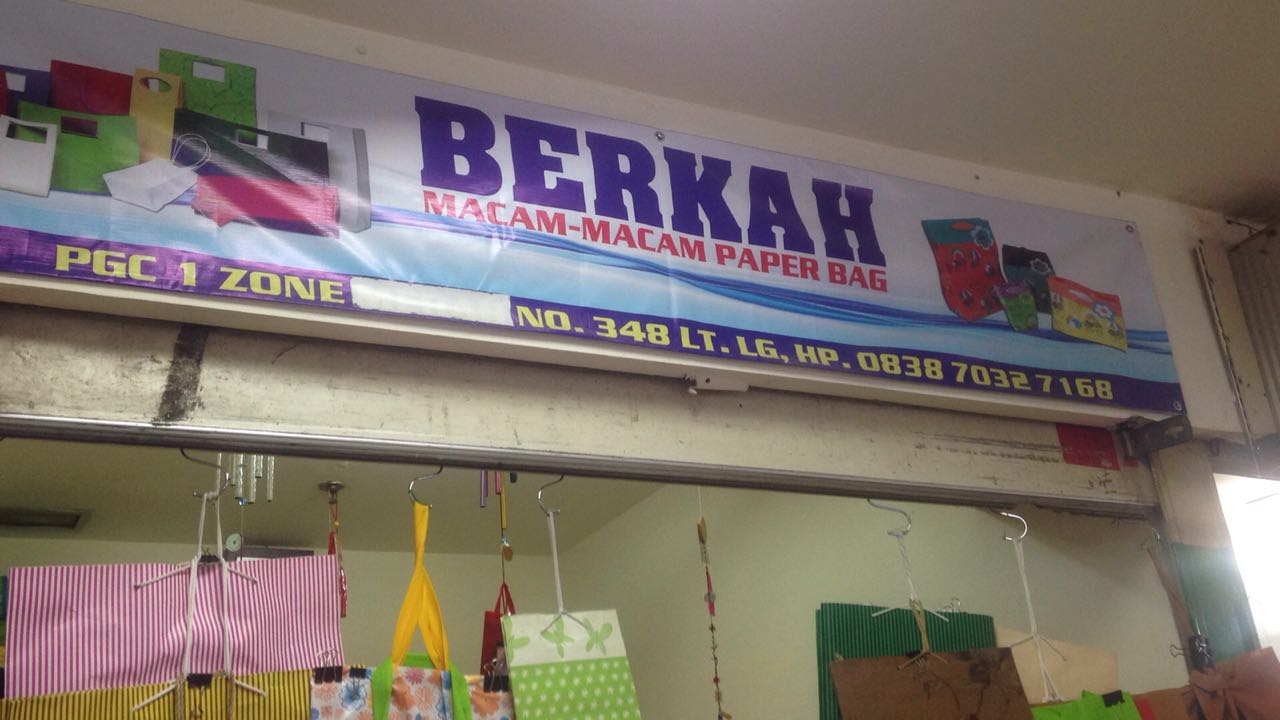 BERKAH
MACAM-MACAM PAPER BAG
PGC 1 ZONE NO. 348 LT. LG, HP. 0838 7032 7168